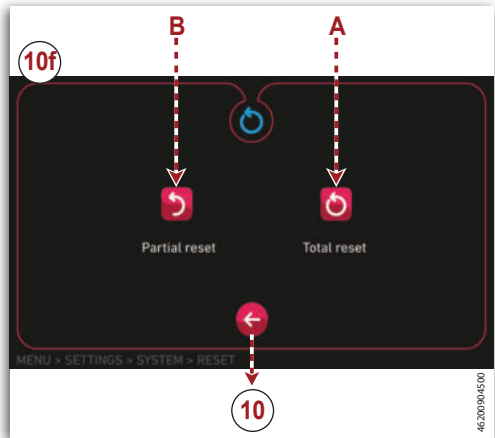 B A
10f
Partial reset Total reset
MENU > SETTINGS > SYSTEM > RESET
10
46200904500